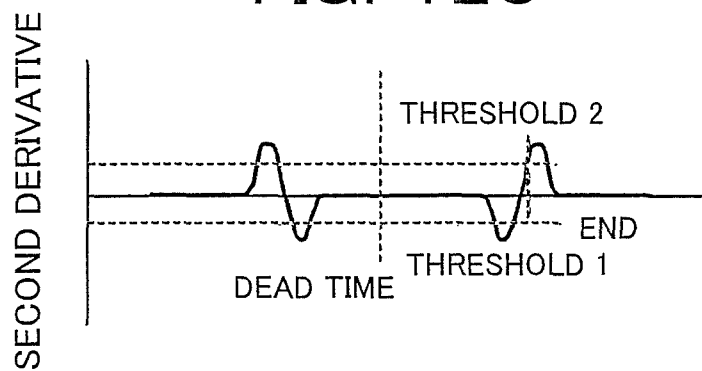 SECOND DERIVATIVE
THRESHOLD 2
END
THRESHOLD 1
DEAD TIME